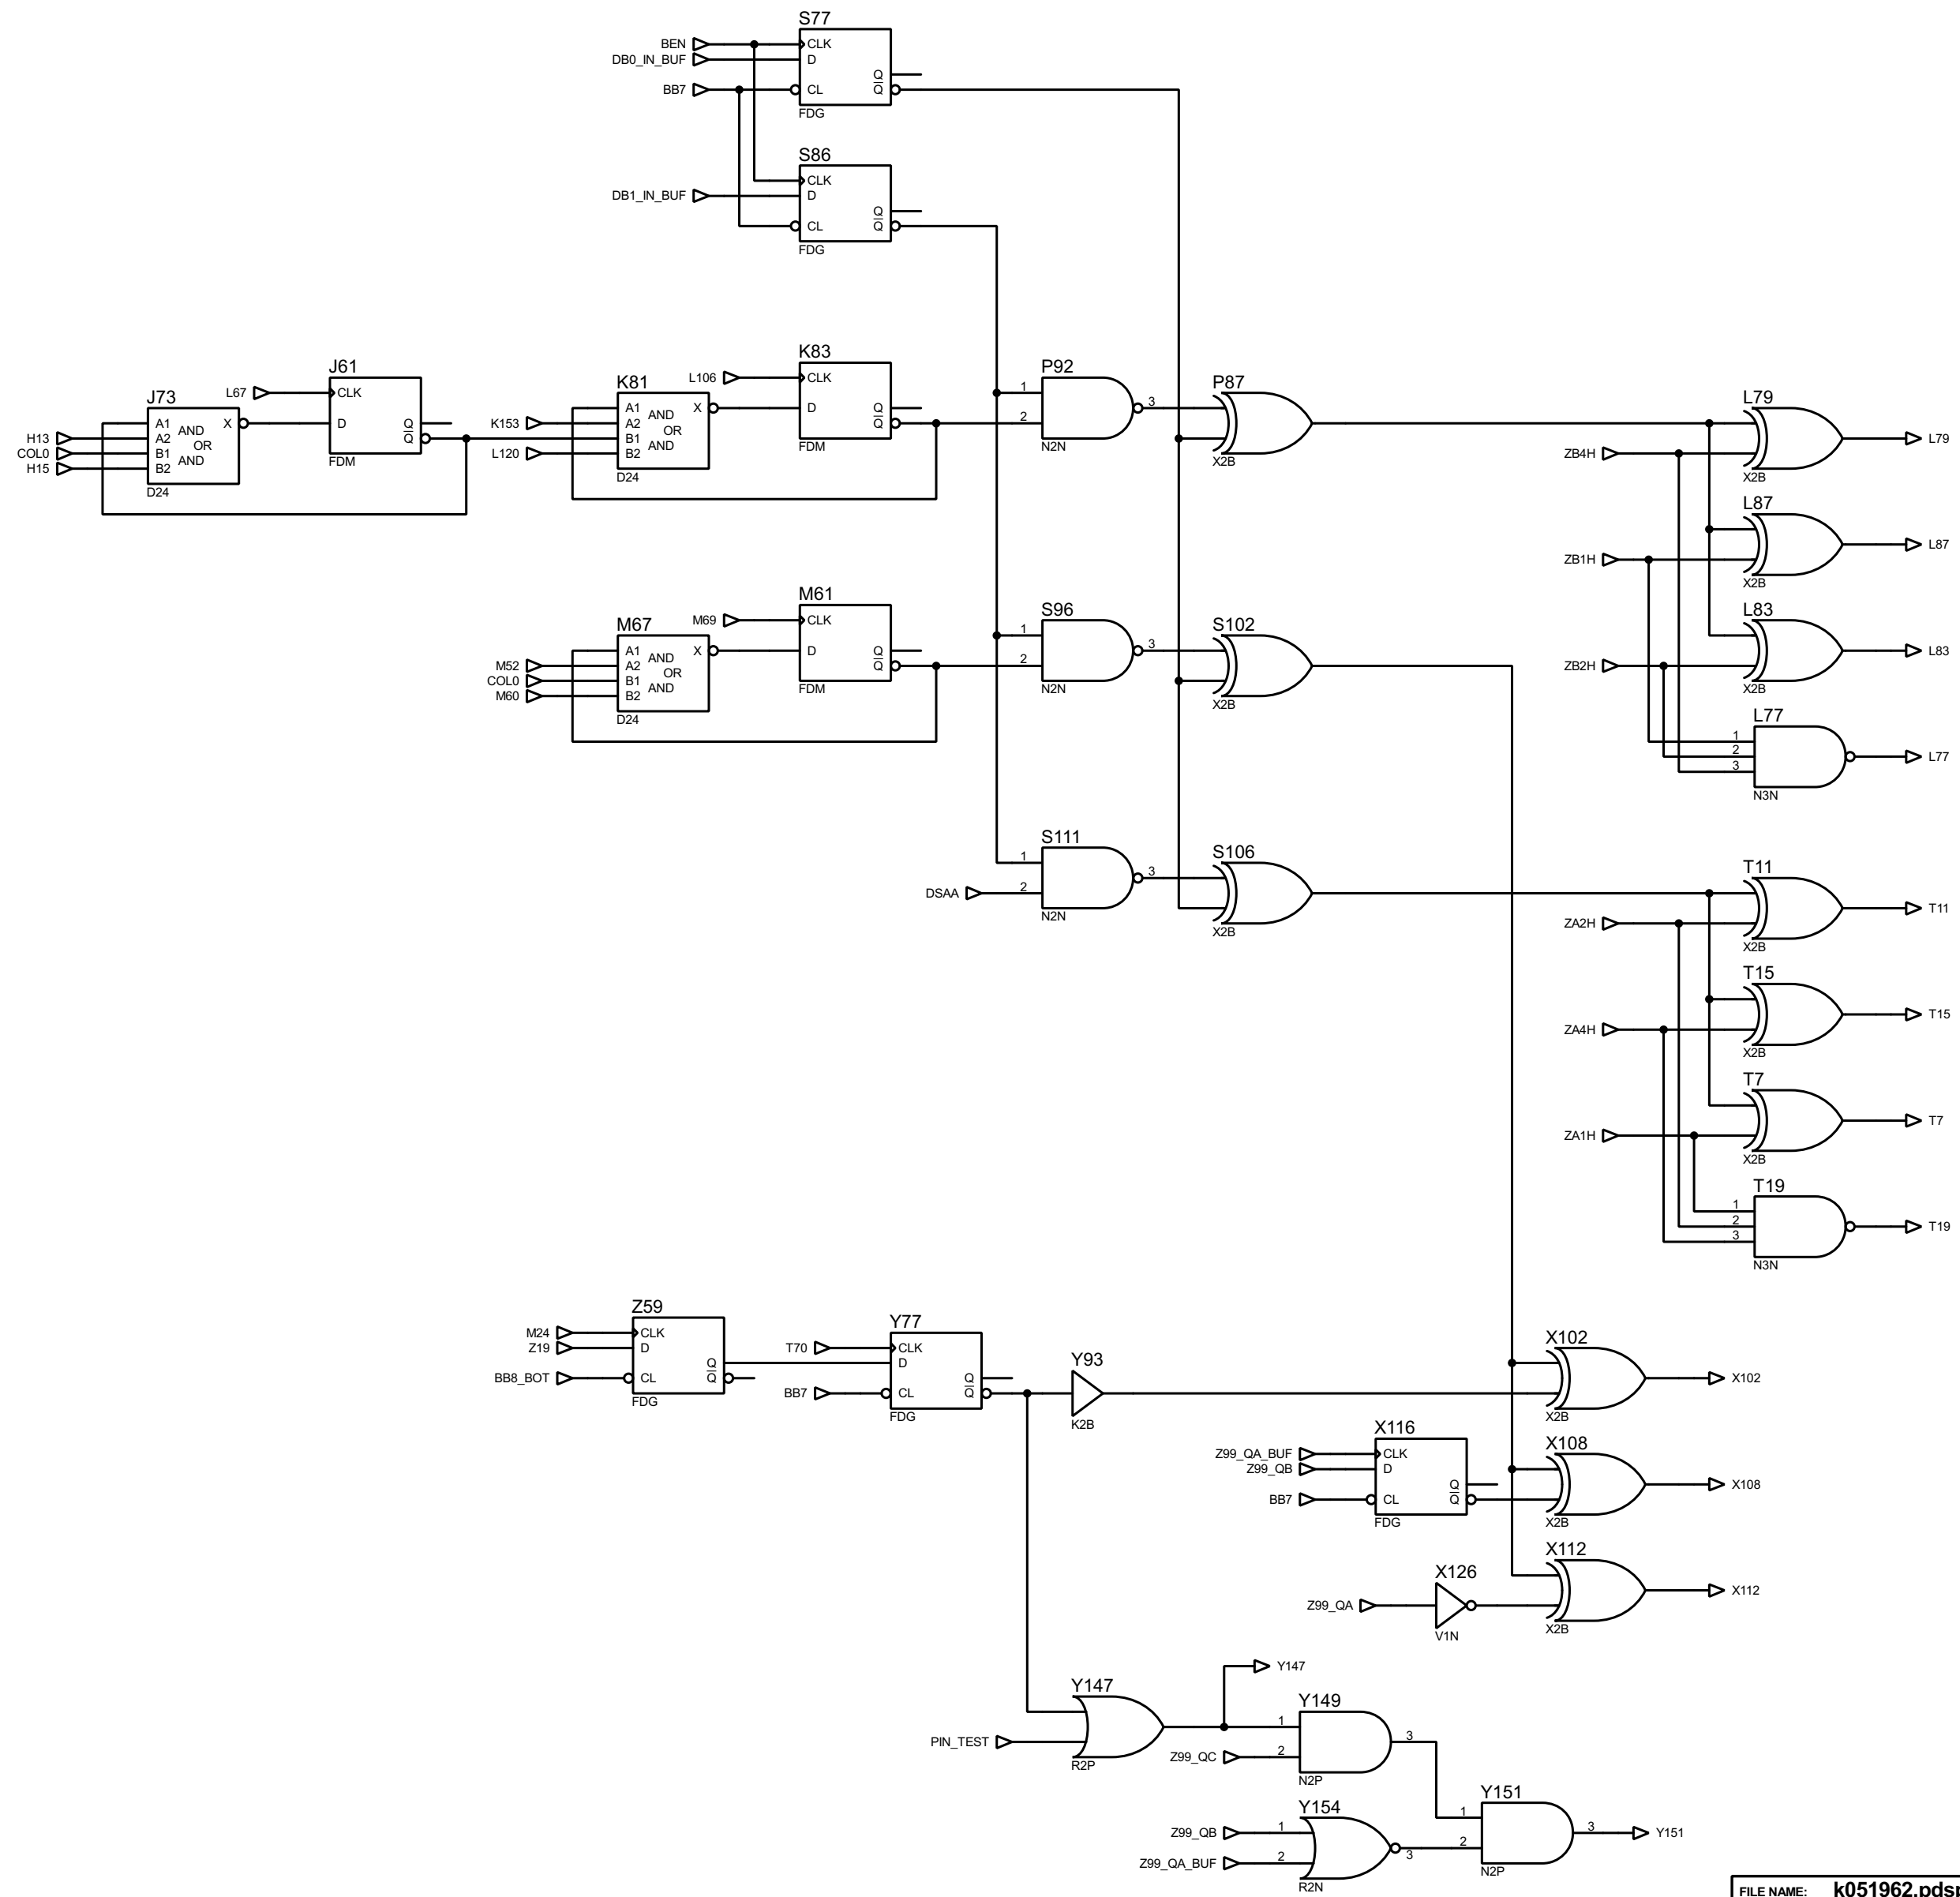 S77
BEN CLK
DB0_IN_BUF D
Q
BB7 CL Q
FDG
S86
CLK
DB1_IN_BUF D
Q
CL Q
FDG
J73
A1 AND X
H13 A2 OR
COL0 B1 AND
H15 B2
D24
J61
L67 CLK
D Q
Q
FDM
K81
A1 AND X
K153 A2 OR
B1 AND
L120 B2
D24
K83
L106 CLK
D Q
Q
FDM
P92
1
2
3
N2N
P87
X2B
L79
ZB4H
X2B
L79
L87
ZB1H
X2B
L87
L83
ZB2H
X2B
L83
L77
1
2
3
N3N
L77
M67
A1 AND X
M52 A2 OR
COL0 B1 AND
M60 B2
D24
M61
M69 CLK
D Q
Q
FDM
S96
1
2
3
N2N
S102
X2B
S111
1
DSAA 2
3
N2N
S106
X2B
T11
ZA2H
X2B
T11
T15
ZA4H
X2B
T15
T7
ZA1H
X2B
T7
T19
1
2
3
N3N
T19
Z59
M24 CLK
Z19 D
Q
BB8_BOT CL Q
FDG
Y77
T70 CLK
D
Q
BB7 CL Q
FDG
Y93
K2B
X102
X2B
X102
X116
Z99_QA_BUF CLK
Z99_QB D
Q
BB7 CL Q
FDG
X108
X2B
X108
X126
Z99_QA
V1N
X112
X2B
X112
Y147
Y147
PIN_TEST
R2P
Y149
1
Z99_QC 2
3
N2P
Y154
Z99_QB 1
Z99_QA_BUF 2
3
R2N
Y151
1
2
3
N2P
Y151
FILE NAME: